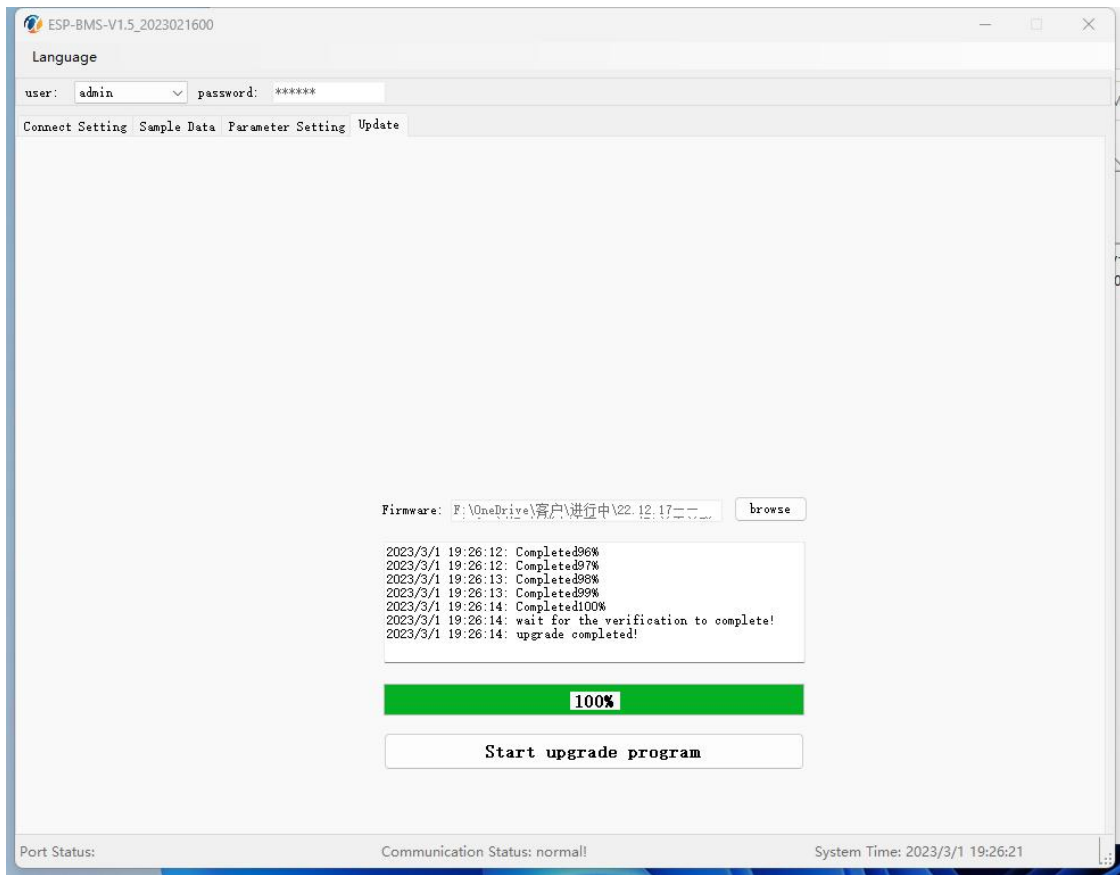 ESP-BMS-V1.5_2023021600
Language
user: admin password: ******
Connect Setting Sample Data Parameter Setting Update
Firmware: F:\OneDrive\客户\进行中\22.12.17一一 browse
2023/3/1 19:26:12: Completed96%
2023/3/1 19:26:12: Completed97%
2023/3/1 19:26:13: Completed98%
2023/3/1 19:26:13: Completed99%
2023/3/1 19:26:14: Completed100%
2023/3/1 19:26:14: wait for the verification to complete!
2023/3/1 19:26:14: upgrade completed!
100%
Start upgrade program
Port Status: Communication Status: normal! System Time: 2023/3/1 19:26:21